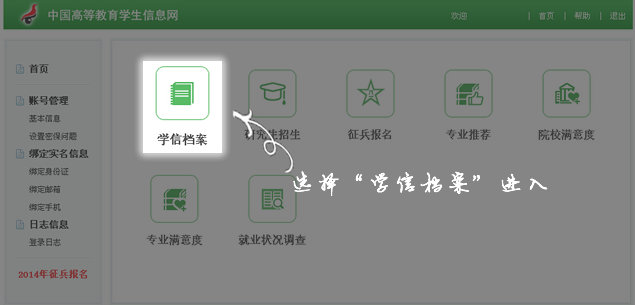 中国高等教育学生信息网
欢迎 | 首页 | 帮助 | 退出
首页
账号管理
基本信息
设置密保问题
绑定实名信息
绑定身份证
绑定邮箱
绑定手机
日志信息
登录日志
2014年征兵报名
学信档案 研究生招生 征兵报名 专业推荐 院校满意度
选择“学信档案”进入
专业满意度 就业状况调查